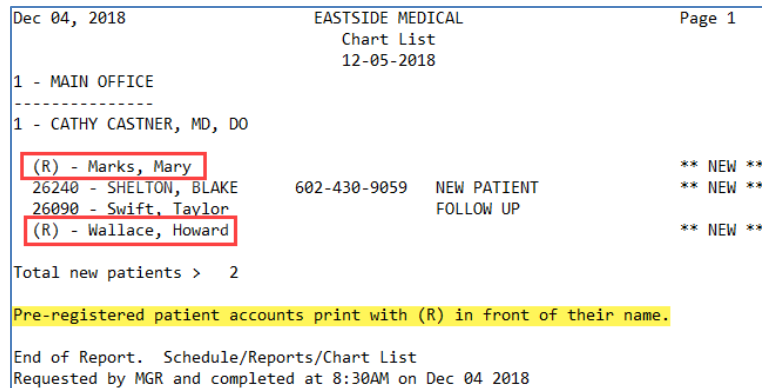 Dec 04, 2018 EASTSIDE MEDICAL Page 1
Chart List
12-05-2018
1 - MAIN OFFICE
---------------
1 - CATHY CASTNER, MD, DO
(R) - Marks, Mary ** NEW **
26240 - SHELTON, BLAKE 602-430-9059 NEW PATIENT ** NEW **
26090 - Swift, Taylor FOLLOW UP
(R) - Wallace, Howard ** NEW **
Total new patients > 2
Pre-registered patient accounts print with (R) in front of their name.
End of Report. Schedule/Reports/Chart List
Requested by MGR and completed at 8:30AM on Dec 04 2018